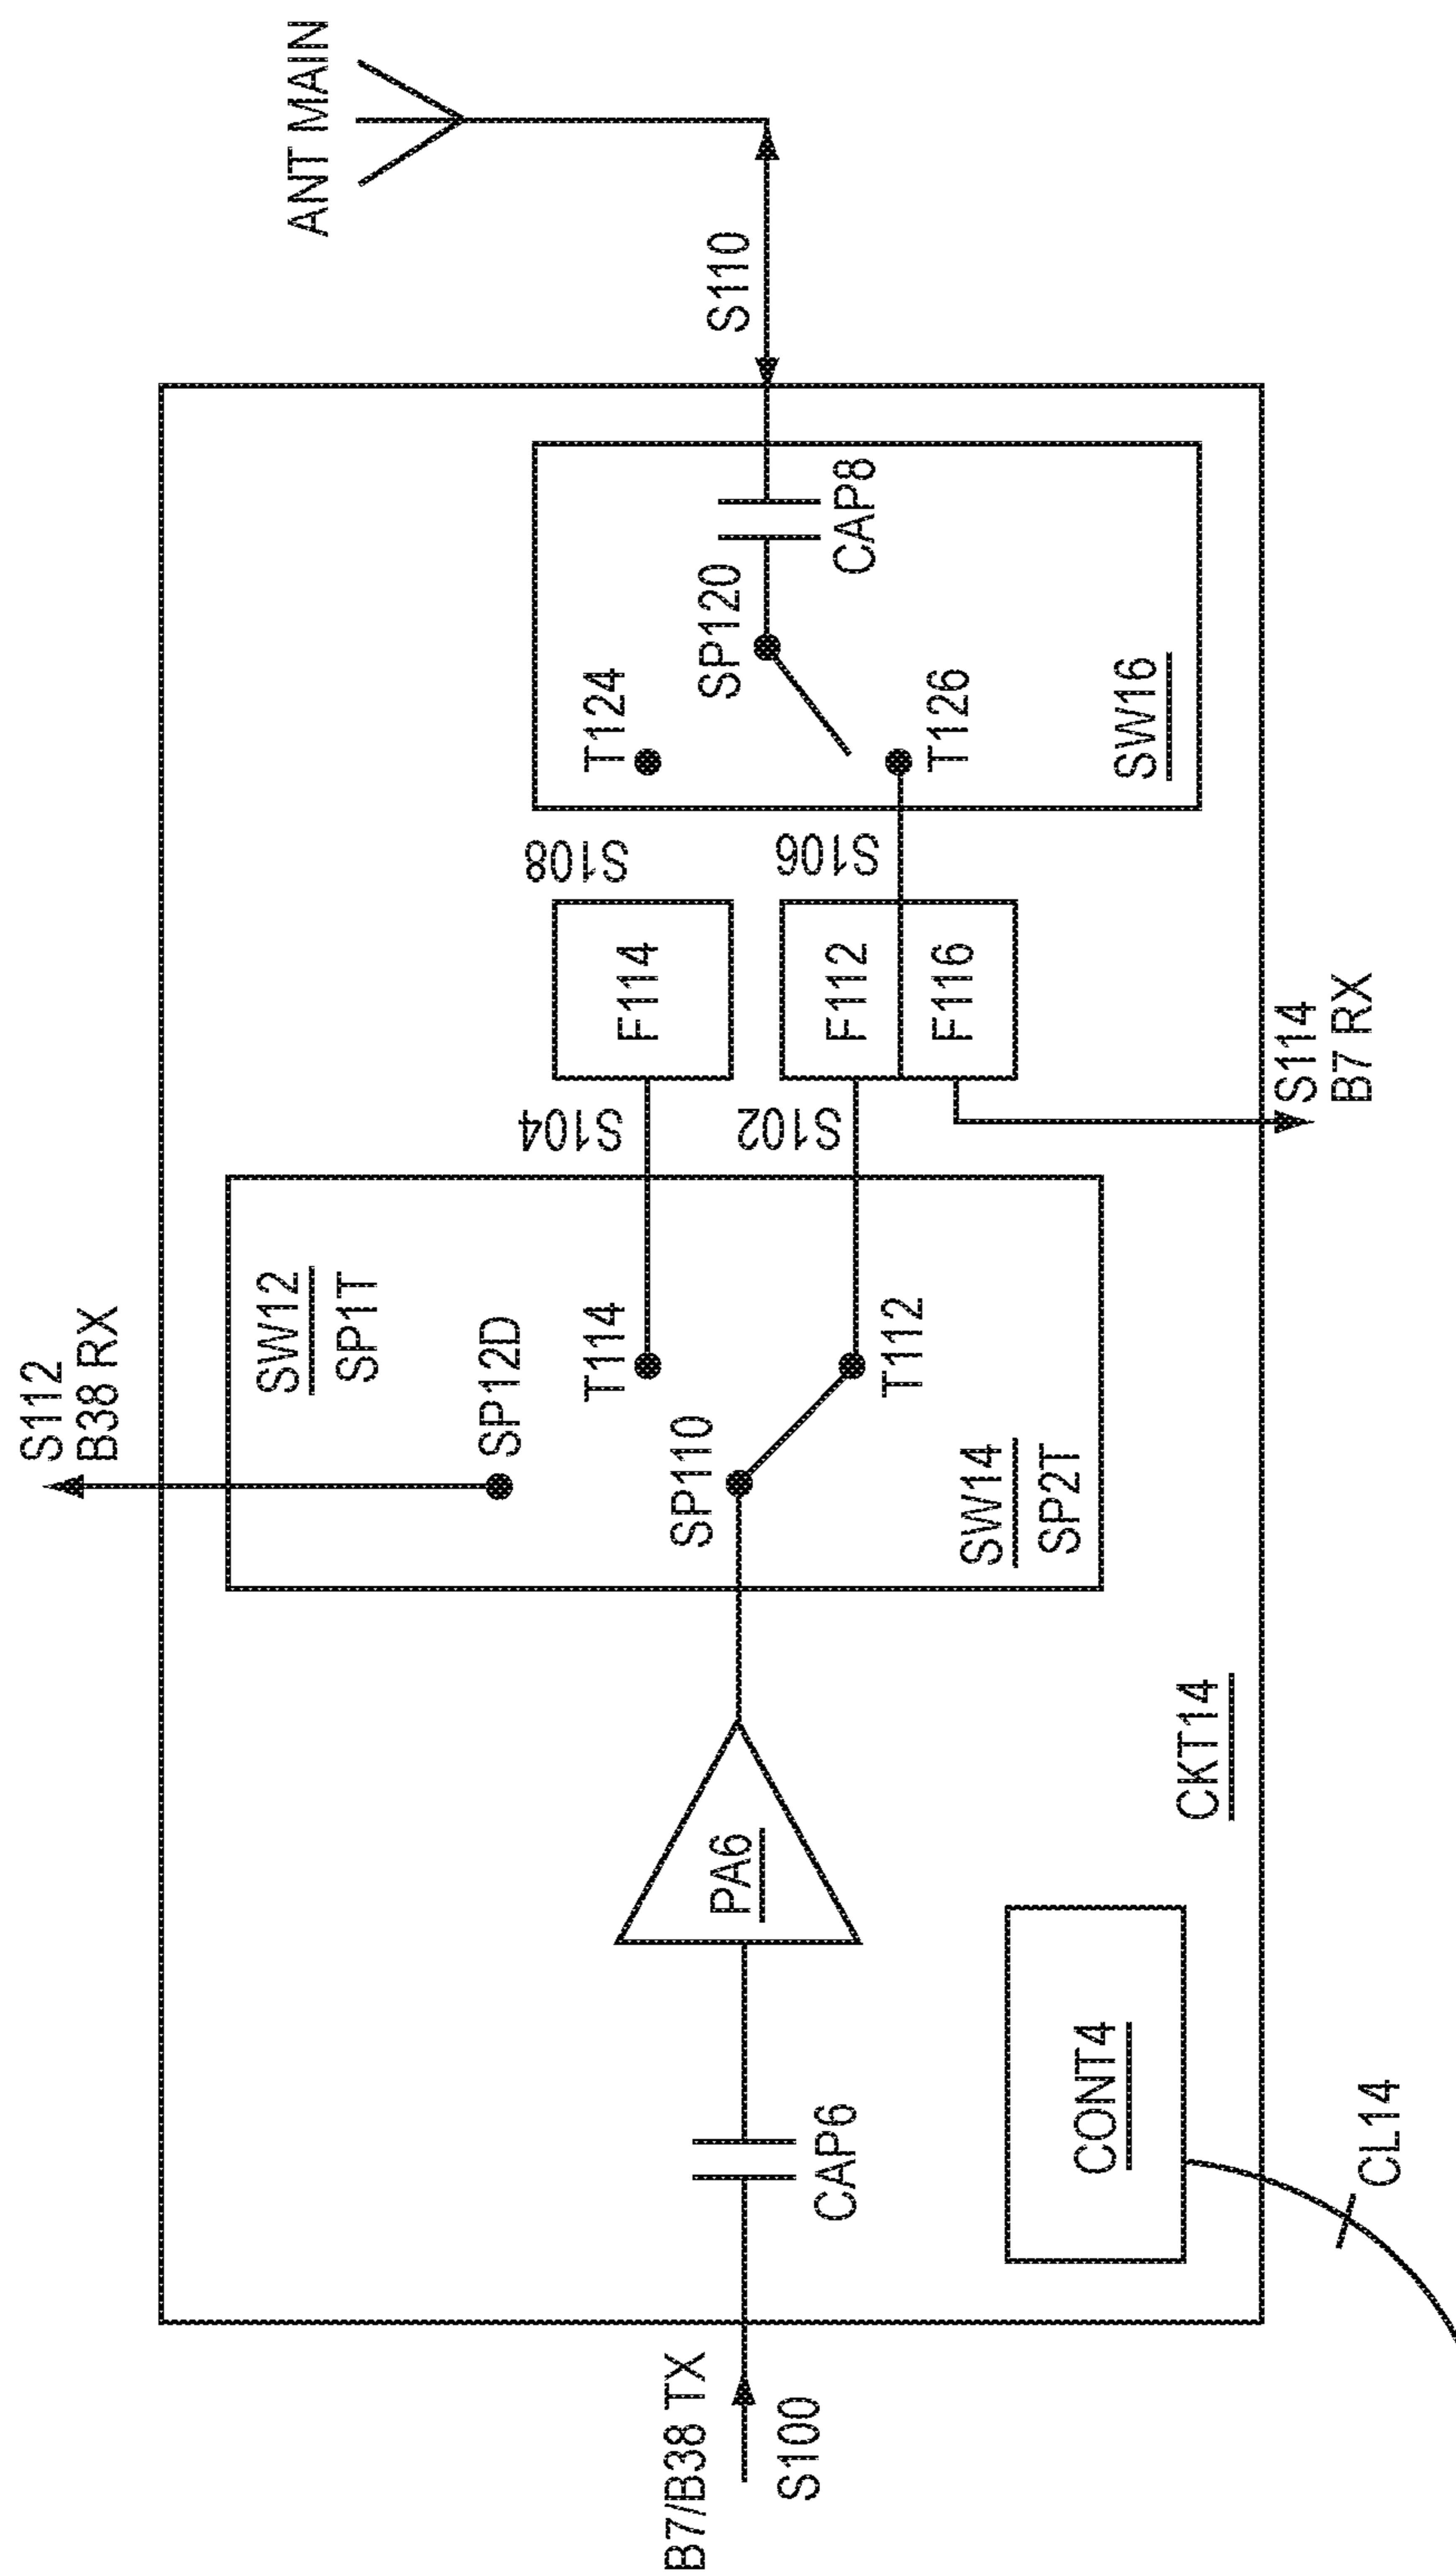 S112
B38 RX
ANT MAIN
SW12
SP1T
SP12D
T114
S104
F114
S108
T124
SP120
S110
B7/B38 TX
S100
CAP6
PA6
SP110
T112
S102
F112
F116
S106
T126
CAP8
SW14
SP2T
SW16
CONT4
CKT14
CL14
S114
B7 RX